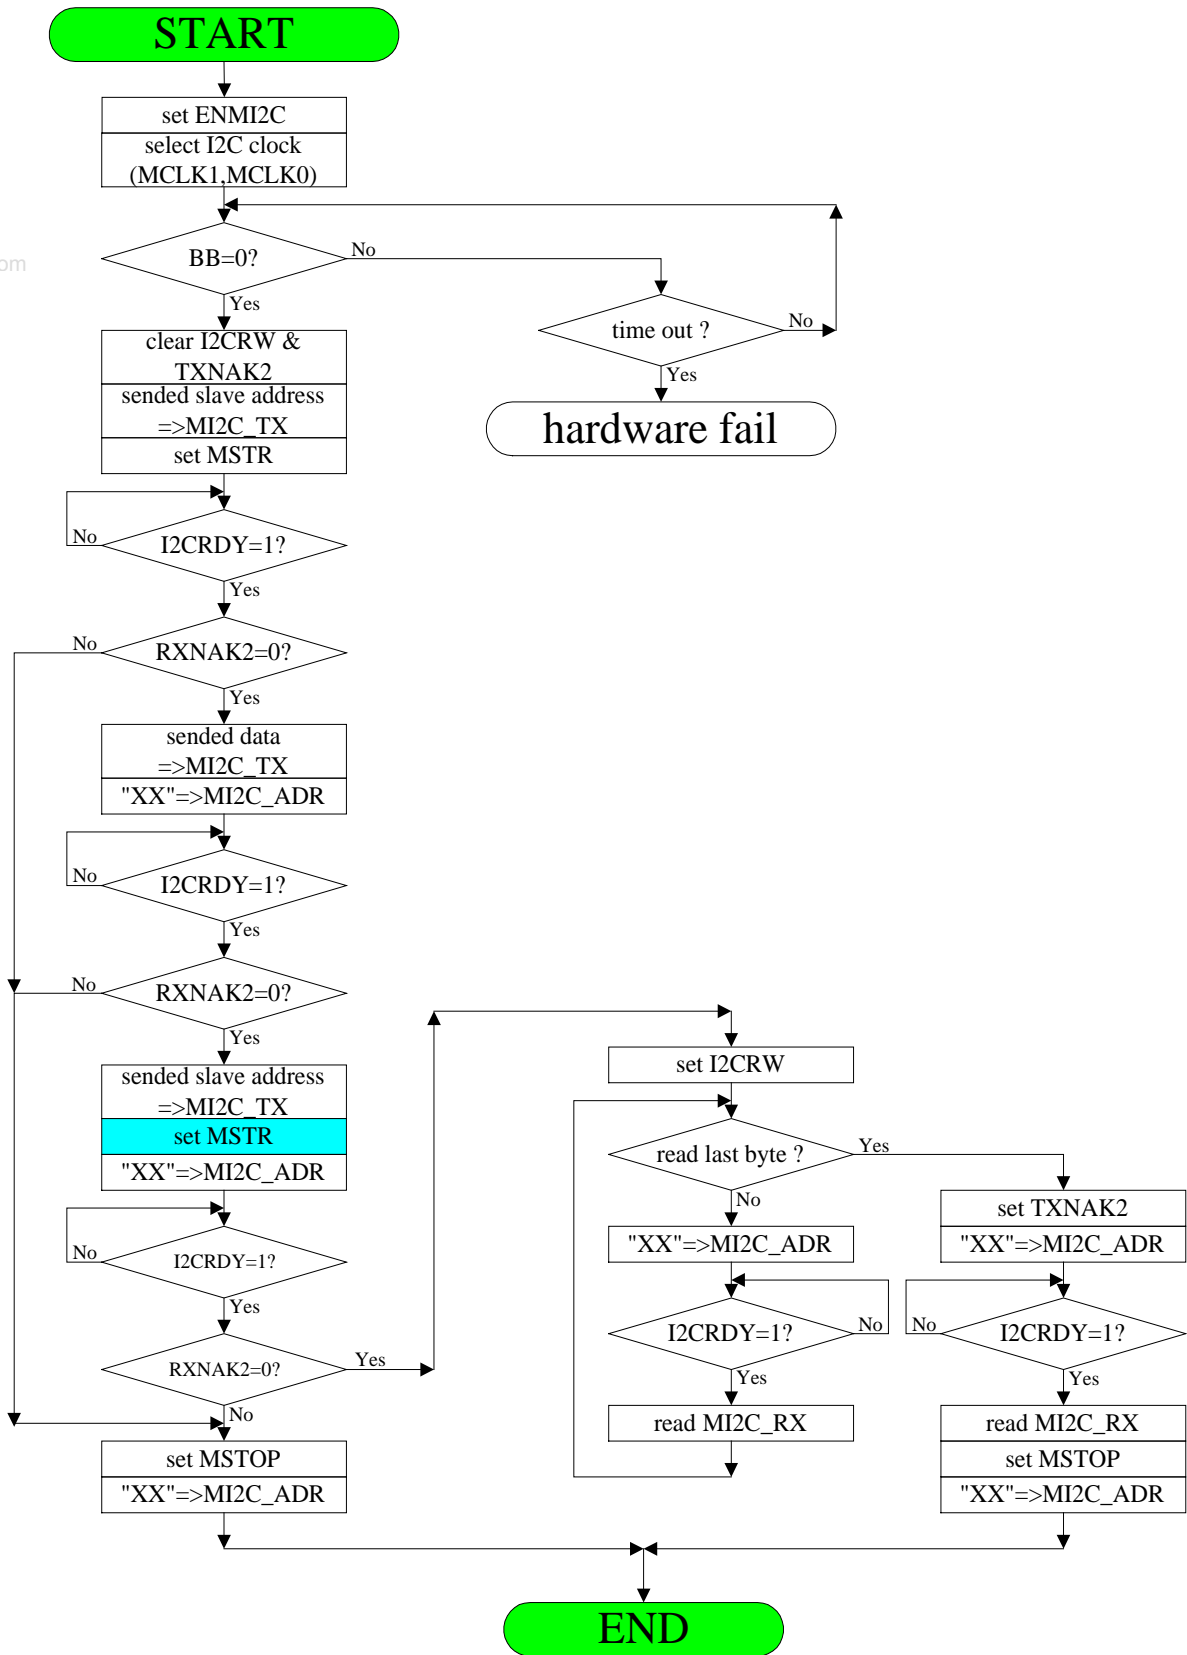 START
set ENMI2C
select I2C clock
(MCLK1,MCLK0)
om
BB=0?
No
Yes
time out ?
No
Yes
hardware fail
clear I2CRW &
TXNAK2
sended slave address
=>MI2C_TX
set MSTR
No
I2CRDY=1?
Yes
No
RXNAK2=0?
Yes
sended data
=>MI2C_TX
"XX"=>MI2C_ADR
No
I2CRDY=1?
Yes
No
RXNAK2=0?
Yes
sended slave address
=>MI2C_TX
set MSTR
"XX"=>MI2C_ADR
No
I2CRDY=1?
Yes
RXNAK2=0?
Yes
No
set MSTOP
"XX"=>MI2C_ADR
set I2CRW
read last byte ?
Yes
No
"XX"=>MI2C_ADR
I2CRDY=1?
No
Yes
read MI2C_RX
set TXNAK2
"XX"=>MI2C_ADR
No
I2CRDY=1?
Yes
read MI2C_RX
set MSTOP
"XX"=>MI2C_ADR
END